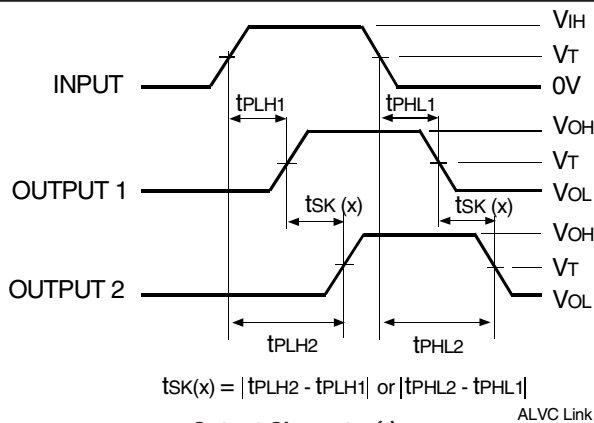 VIH
VT
INPUT
0V
tPLH1
tPHL1
VOH
VT
OUTPUT 1
VOL
tSK (x)
tSK (x)
VOH
VT
OUTPUT 2
VOL
tPLH2
tPHL2
tSK(x) = |tPLH2 - tPLH1| or |tPHL2 - tPHL1|
ALVC Link